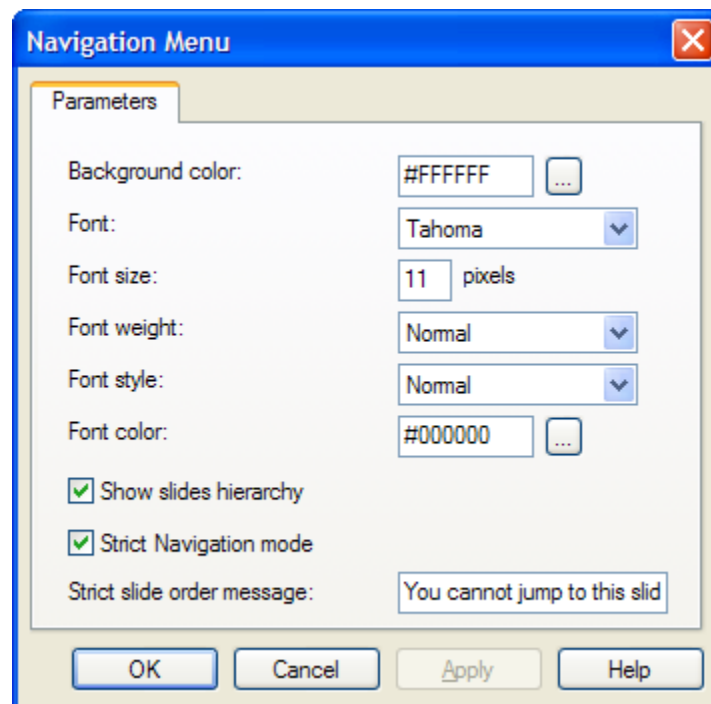 Navigation Menu
Parameters
Background color: #FFFFFF ...
Font: Tahoma
Font size: 11 pixels
Font weight: Normal
Font style: Normal
Font color: #000000 ...
Show slides hierarchy
Strict Navigation mode
Strict slide order message: You cannot jump to this slid
OK Cancel Apply Help